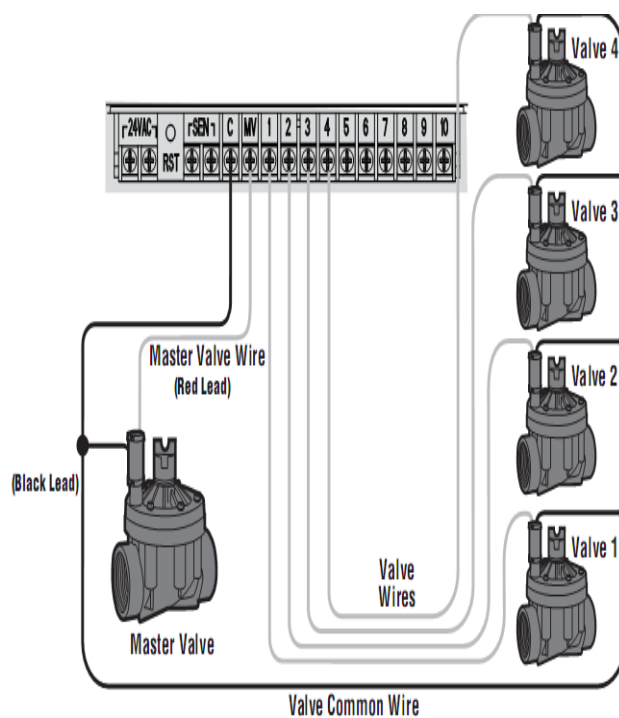 Valve 4
24VAC
RST
SEN
C
MV
1
2
3
4
5
6
7
8
9
10
Valve 3
Master Valve Wire
(Red Lead)
Valve 2
(Black Lead)
Valve 1
Valve
Wires
Master Valve
Valve Common Wire